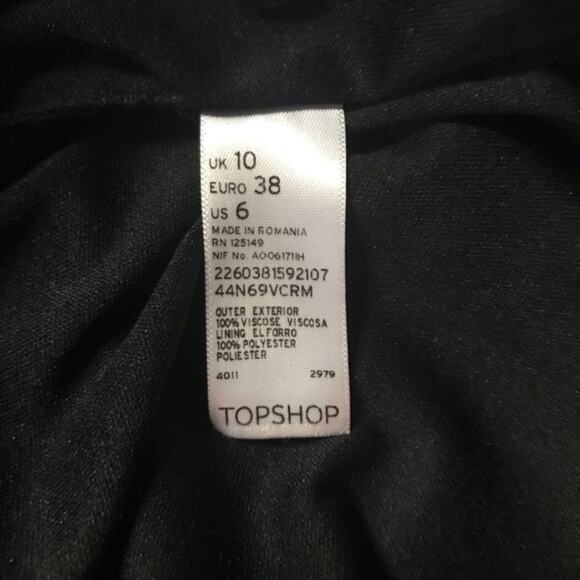 UK 10
EURO 38
US 6
MADE IN ROMANIA
RN 125149
NIF No. A0061711H
2260381592107
44N69VCRM
OUTER EXTERIOR
100% VISCOSE VISCOSA
LINING EL FORRO
100% POLYESTER
POLIESTER
4011 2979
TOPSHOP